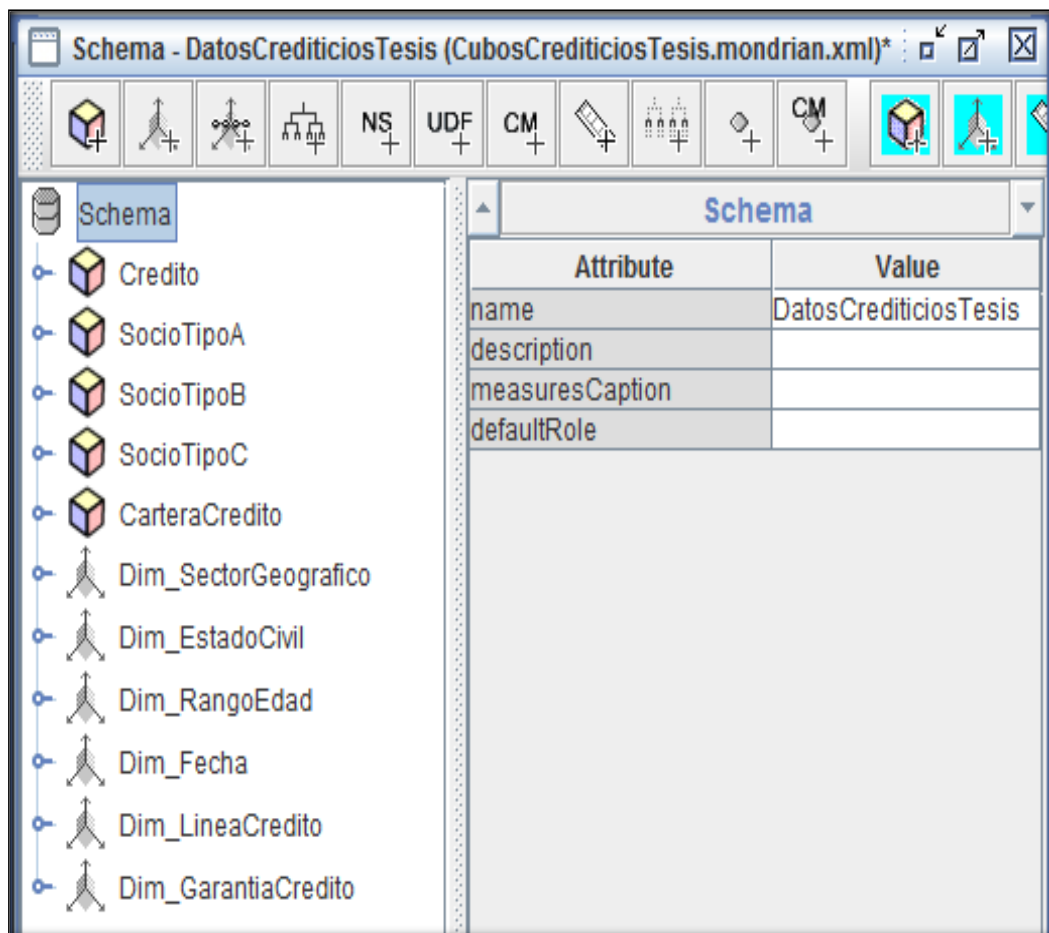 Schema - DatosCrediticiosTesis (CubosCrediticiosTesis.mondrian.xml)*
NS UDF CM CM
Schema
Credito
SocioTipoA
SocioTipoB
SocioTipoC
CarteraCredito
Dim_SectorGeografico
Dim_EstadoCivil
Dim_RangoEdad
Dim_Fecha
Dim_LineaCredito
Dim_GarantiaCredito
Schema
Attribute Value
name DatosCrediticiosTesis
description
measuresCaption
defaultRole